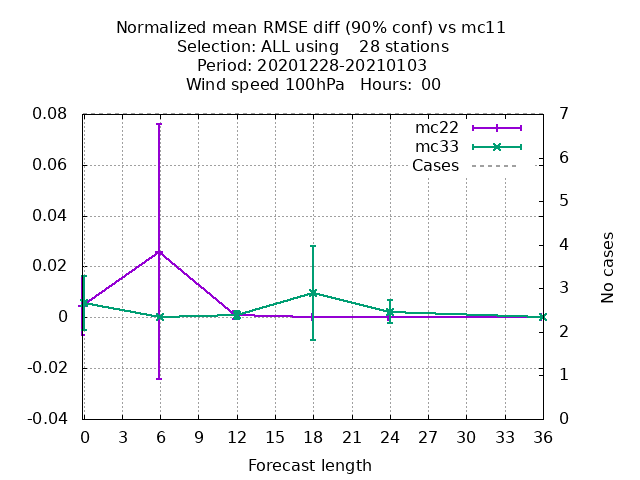 Normalized mean RMSE diff (90% conf) vs mc11
Selection: ALL using    28 stations
Period: 20201228-20210103
Wind speed 100hPa   Hours:  00
0.08
0.06
0.04
0.02
0
-0.02
-0.04
7
6
5
4
3
2
1
0
mc22
mc33
Cases
No cases
0 3 6 9 12 15 18 21 24 27 30 33 36
Forecast length